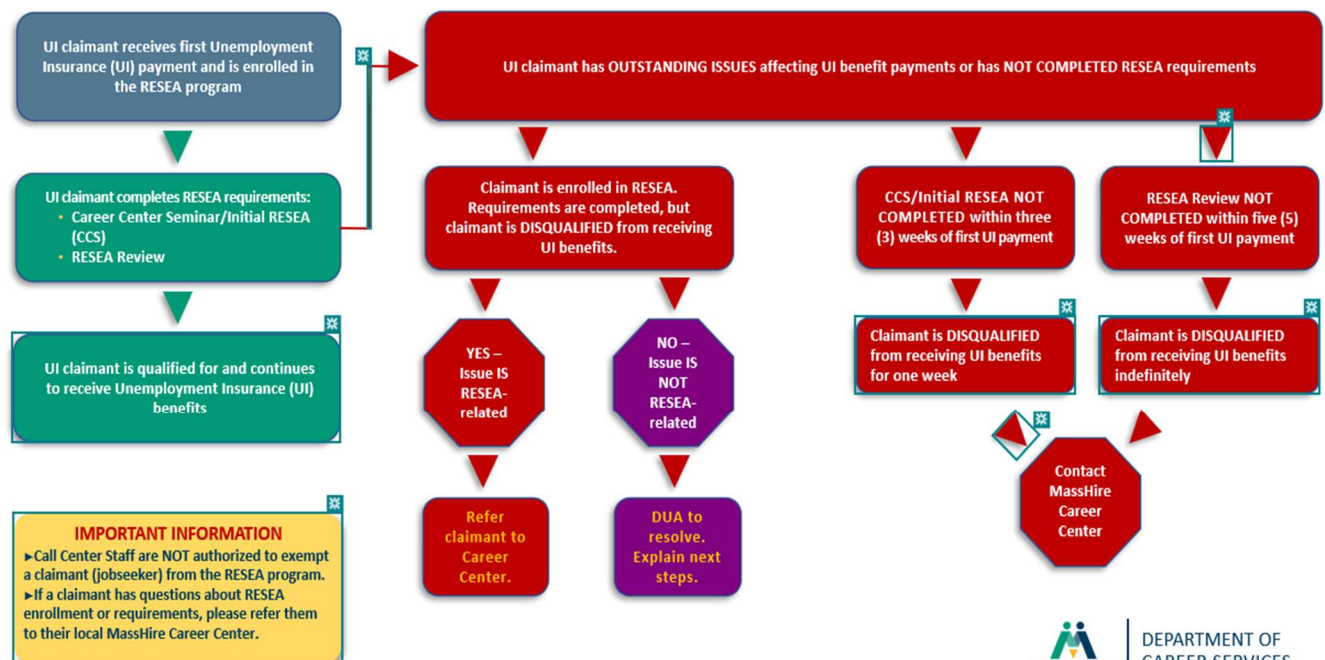 UI claimant receives first Unemployment
Insurance (UI) payment and is enrolled in
the RESEA program
UI claimant completes RESEA requirements:
• Career Center Seminar/Initial RESEA
(CCS)
• RESEA Review
UI claimant is qualified for and continues
to receive Unemployment Insurance (UI)
benefits
IMPORTANT INFORMATION
►Call Center Staff are NOT authorized to exempt
a claimant (jobseeker) from the RESEA program.
►If a claimant has questions about RESEA
enrollment or requirements, please refer them
to their local MassHire Career Center.
UI claimant has OUTSTANDING ISSUES affecting UI benefit payments or has NOT COMPLETED RESEA requirements
Claimant is enrolled in RESEA.
Requirements are completed, but
claimant is DISQUALIFIED from receiving
UI benefits.
YES –
Issue IS
RESEA-
related
Refer
claimant to
Career
Center.
NO –
Issue IS
NOT
RESEA-
related
DUA to
resolve.
Explain next
steps.
CCS/Initial RESEA NOT
COMPLETED within three
(3) weeks of first UI payment
Claimant is DISQUALIFIED
from receiving UI benefits
for one week
RESEA Review NOT
COMPLETED within five (5)
weeks of first UI payment
Claimant is DISQUALIFIED
from receiving UI benefits
indefinitely
Contact
MassHire
Career
Center
DEPARTMENT OF
CAREER SERVICES